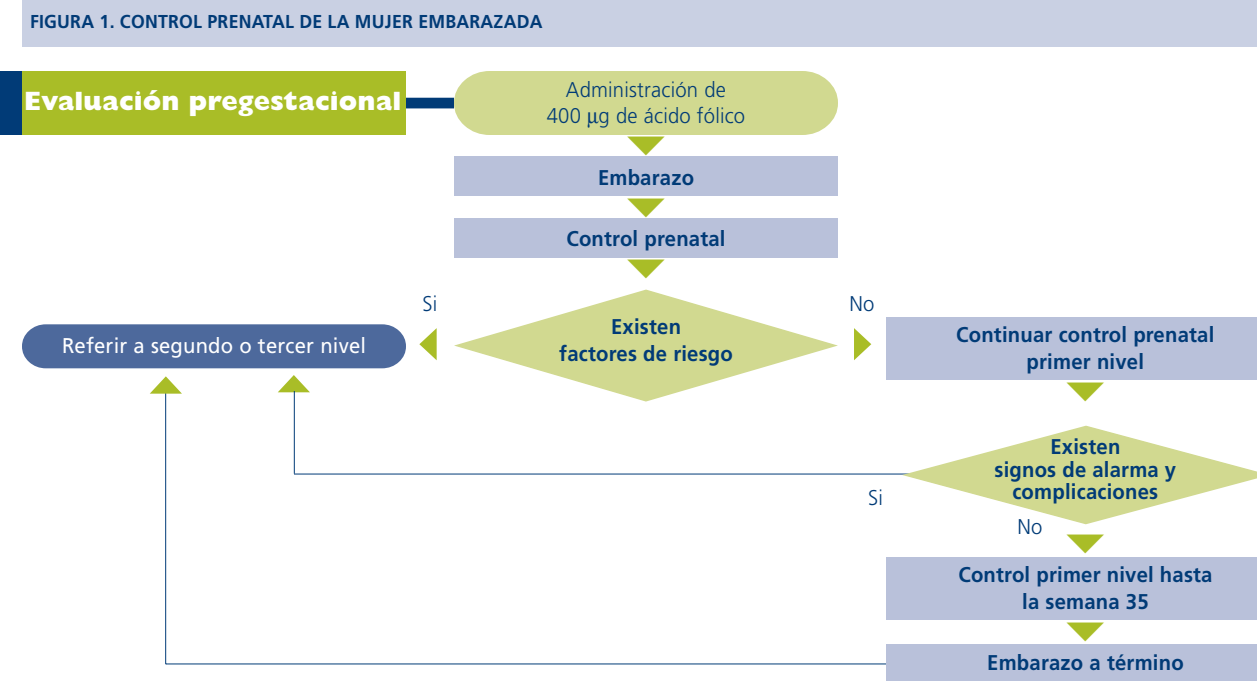 FIGURA 1. CONTROL PRENATAL DE LA MUJER EMBARAZADA
Evaluación pregestacional
Administración de
400 µg de ácido fólico
Embarazo
Control prenatal
Si
No
Existen
factores de riesgo
Referir a segundo o tercer nivel
Continuar control prenatal
primer nivel
Existen
signos de alarma y
complicaciones
Si
No
Control primer nivel hasta
la semana 35
Embarazo a término